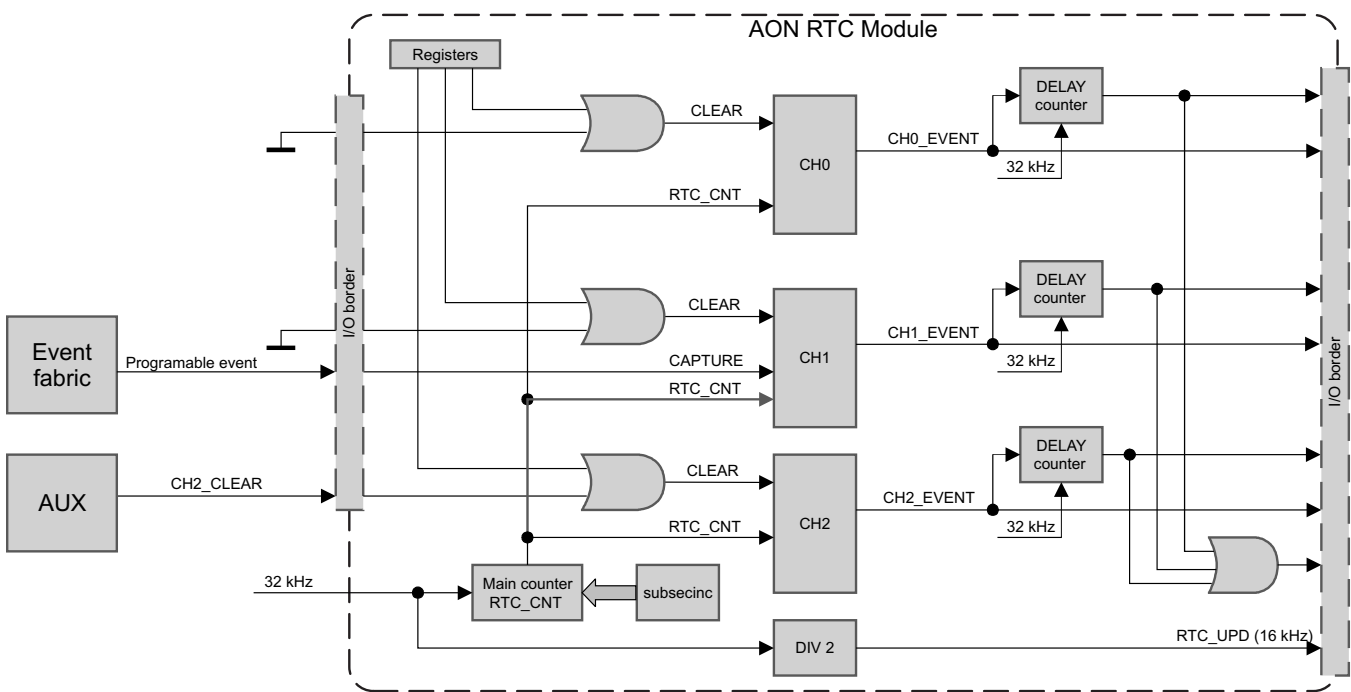 AON RTC Module
Registers
CLEAR
DELAY
counter
CH0_EVENT
32 kHz
CH0
RTC_CNT
I/O border
CLEAR
DELAY
counter
CH1_EVENT
32 kHz
Event
fabric
Programable event
CAPTURE
CH1
RTC_CNT
I/O border
DELAY
counter
AUX
CH2_CLEAR
CLEAR
CH2_EVENT
RTC_CNT
CH2
32 kHz
32 kHz
Main counter
RTC_CNT
subsecinc
DIV 2
RTC_UPD (16 kHz)